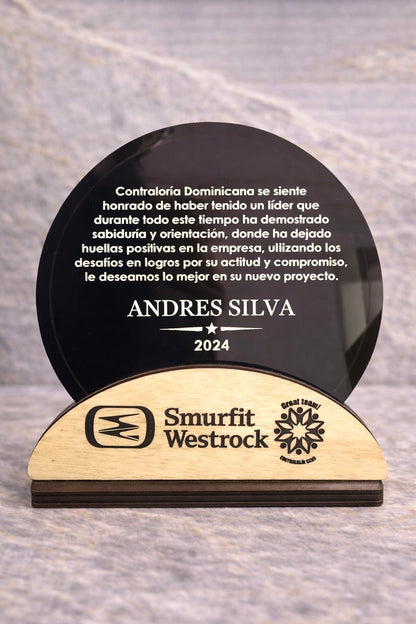 Contraloría Dominicana se siente
honrado de haber tenido un líder que
durante todo este tiempo ha demostrado
sabiduría y orientación, donde ha dejado
huellas positivas en la empresa, ullizando los
desafíos en logros por su actitud y compromiso,
le deseamos lo mejor en su nuevo proyecto.
ANDRES SILVA
2024
Smurfit
Westrock
Great team!